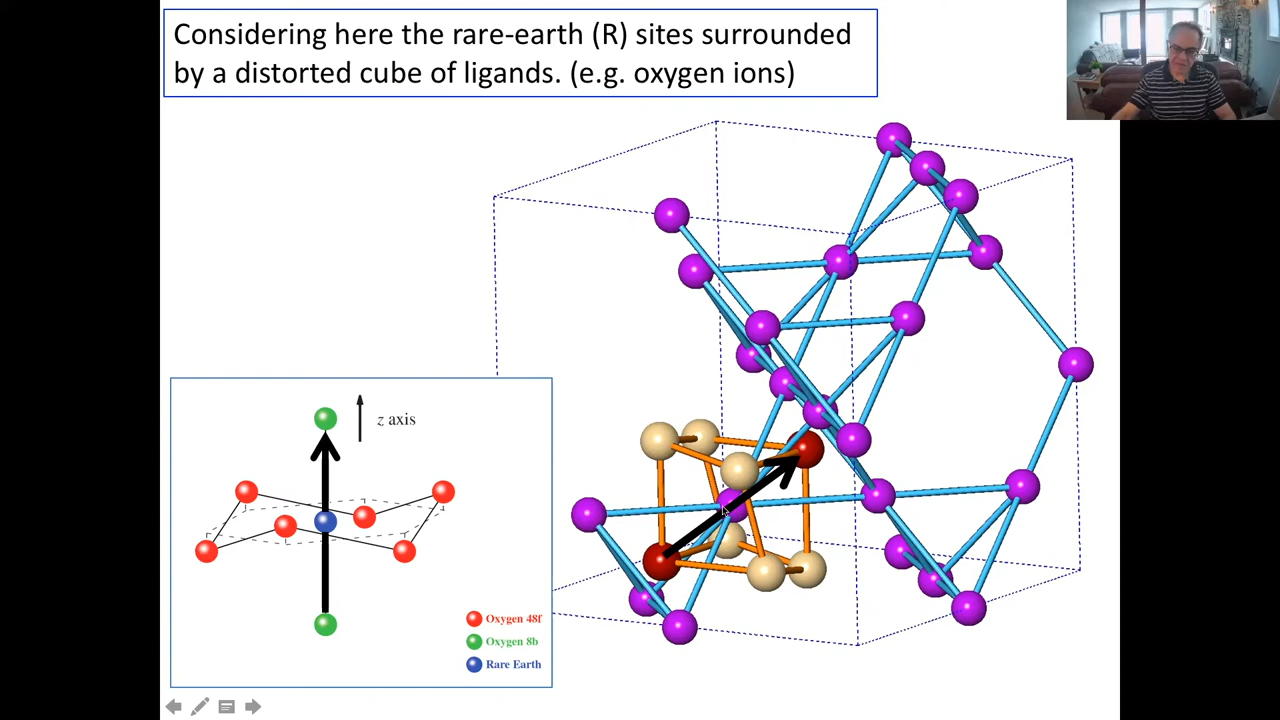 Considering here the rare-earth (R) sites surrounded
by a distorted cube of ligands. (e.g. oxygen ions)
z axis
Oxygen 48f
Oxygen 8b
Rare Earth